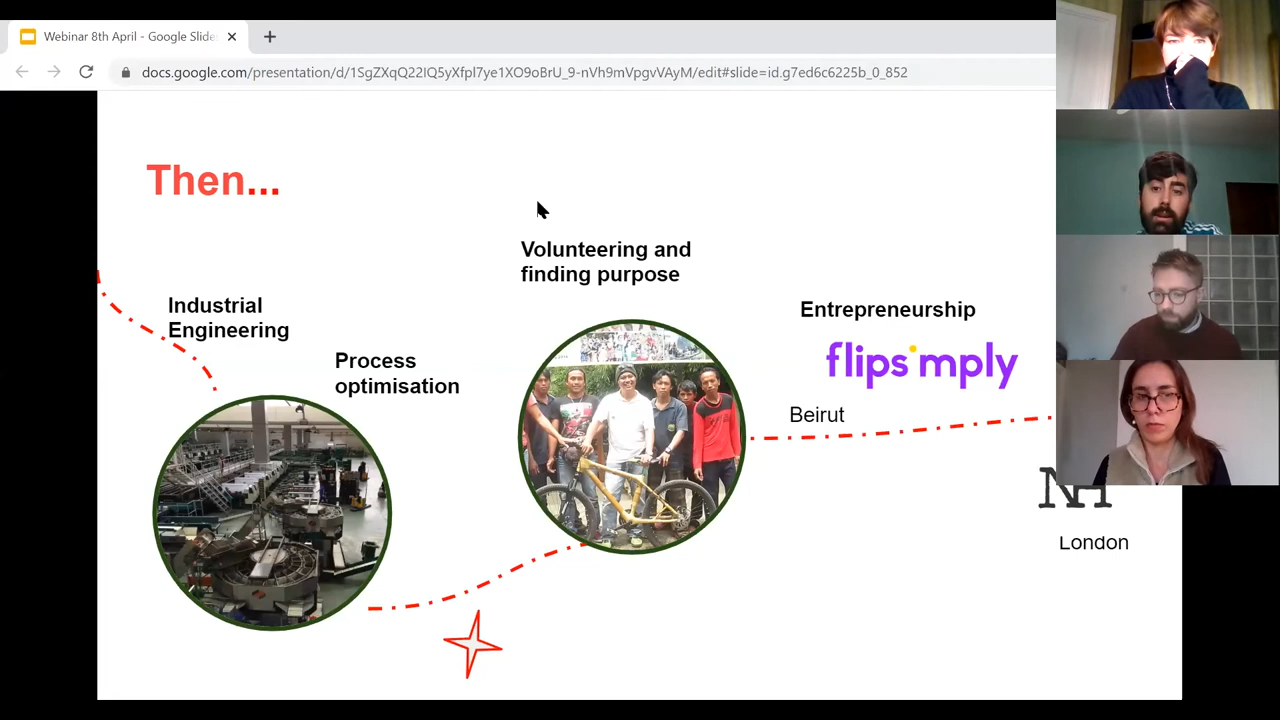 Webinar 8th April - Google Slide
docs.google.com/presentation/d/1SgZXqQ22IQ5yXfpI7ye1XO9oBrU_9-nVh9mVpgvVAyM/edit#slide=id.g7ed6c6225b_0_852
Then...
Volunteering and
finding purpose
Industrial
Engineering
Entrepreneurship
Process
optimisation
flipsimply
Beirut
London